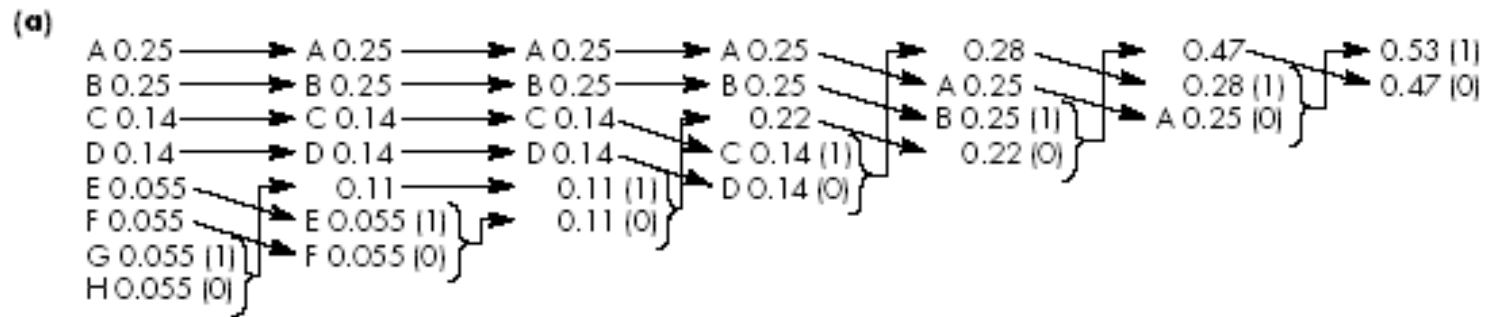 (a)
A 0.25 A 0.25 A 0.25 A 0.25 0.28 0.47 0.53 (1)
B 0.25 B 0.25 B 0.25 B 0.25 A 0.25 0.28 (1) 0.47 (0)
C 0.14 C 0.14 C 0.14 0.22 B 0.25 (1) A 0.25 (0)
D 0.14 D 0.14 D 0.14 C 0.14 (1) 0.22 (0)
E 0.055 0.11 0.11 (1) D 0.14 (0)
F 0.055 E 0.055 (1) 0.11 (0)
G 0.055 (1) F 0.055 (0)
H 0.055 (0)